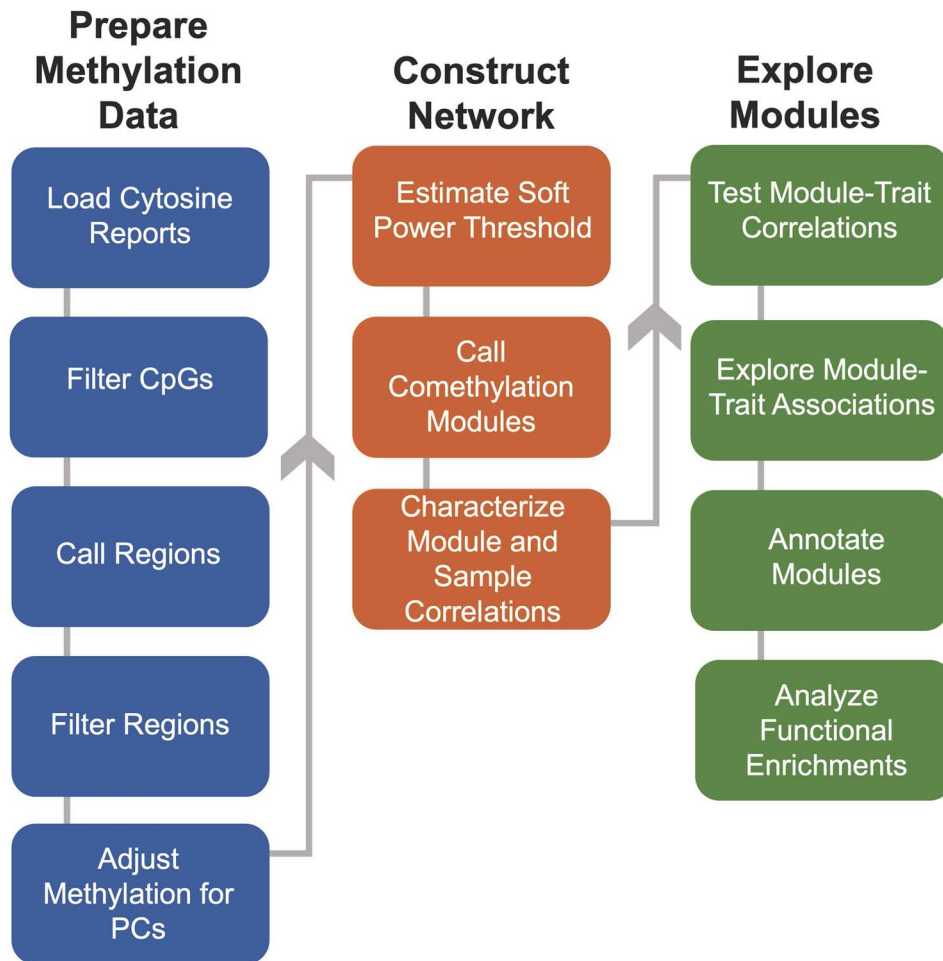 Prepare
Methylation
Data
Load Cytosine
Reports
Filter CpGs
Call Regions
Filter Regions
Adjust
Methylation for
PCs
Construct
Network
Estimate Soft
Power Threshold
Call
Comethylation
Modules
Characterize
Module and
Sample
Correlations
Explore
Modules
Test Module-Trait
Correlations
Explore Module-
Trait Associations
Annotate
Modules
Analyze
Functional
Enrichments